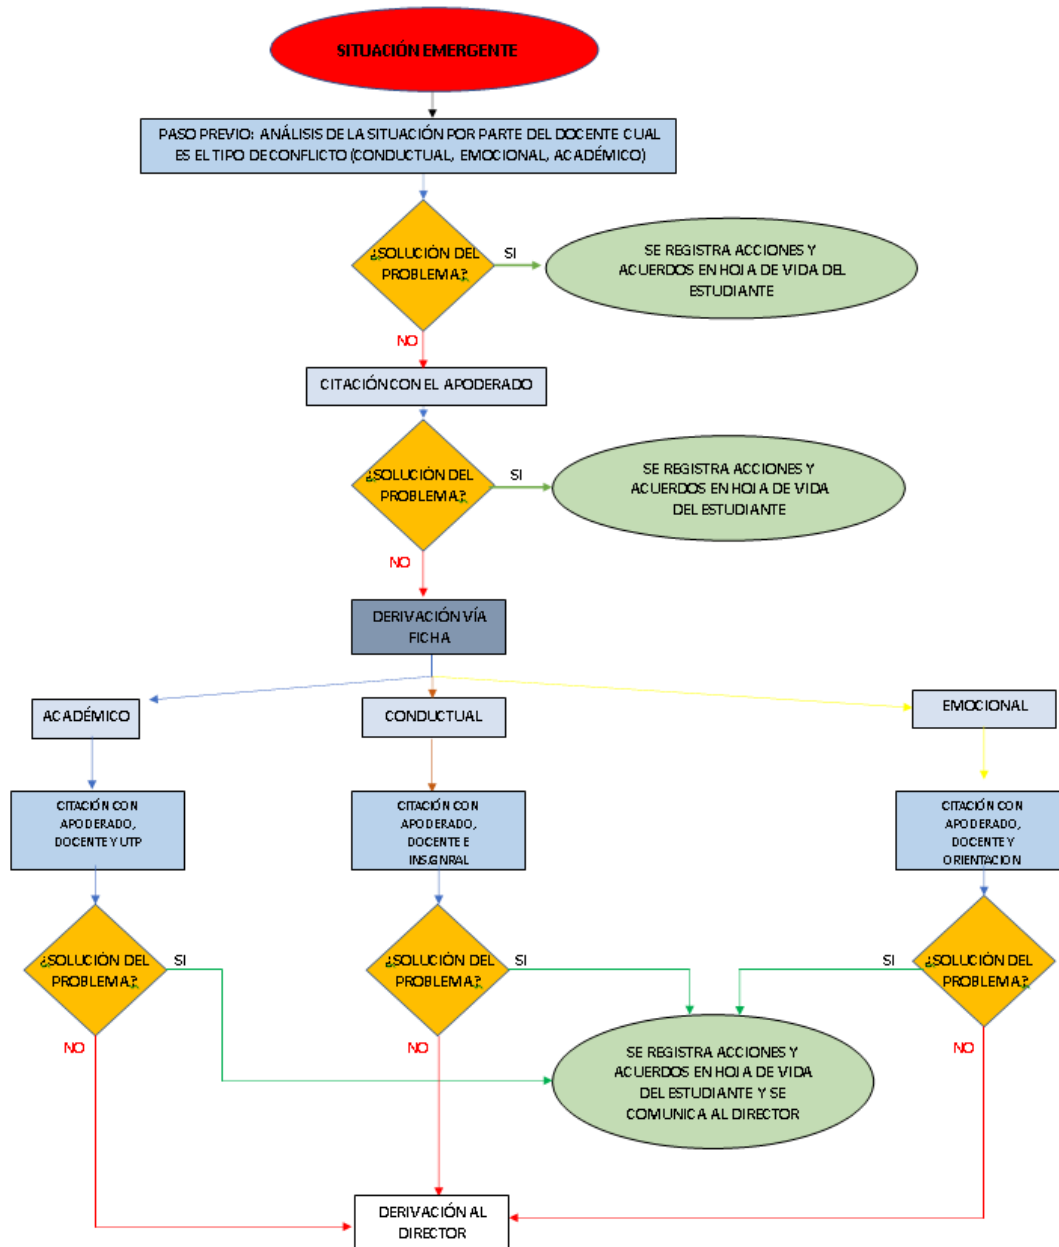 SITUACIÓN EMERGENTE
PASO PREVIO: ANÁLISIS DE LA SITUACIÓN POR PARTE DEL DOCENTE CUAL
ES EL TIPO DE CONFLICTO (CONDUCTUAL, EMOCIONAL, ACADÉMICO)
¿SOLUCIÓN DEL
PROBLEMA?
SI
SE REGISTRA ACCIONES Y
ACUERDOS EN HOJA DE VIDA DEL
ESTUDIANTE
NO
CITACIÓN CON EL APODERADO
¿SOLUCIÓN DEL
PROBLEMA?
SI
SE REGISTRA ACCIONES Y
ACUERDOS EN HOJA DE VIDA
DEL ESTUDIANTE
NO
DERIVACIÓN VÍA
FICHA
ACADÉMICO
CONDUCTUAL
EMOCIONAL
CITACIÓN CON
APODERADO,
DOCENTE Y UTP
CITACIÓN CON
APODERADO,
DOCENTE E
INS.GNRAL
CITACIÓN CON
APODERADO,
DOCENTE Y
ORIENTACION
¿SOLUCIÓN DEL
PROBLEMA?
SI
¿SOLUCIÓN DEL
PROBLEMA?
SI
SI
¿SOLUCIÓN DEL
PROBLEMA?
NO
NO
NO
SE REGISTRA ACCIONES Y
ACUERDOS EN HOJA DE VIDA
DEL ESTUDIANTE Y SE
COMUNICA AL DIRECTOR
DERIVACIÓN AL
DIRECTOR